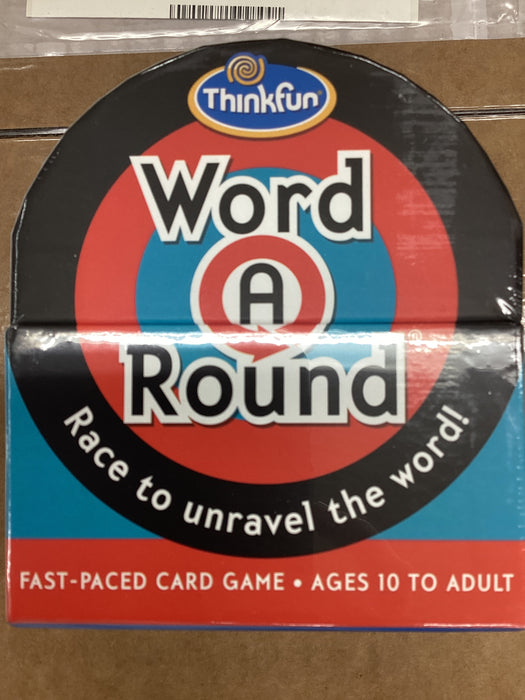 Thinkfun®
Word
A
Round®
Race to unravel the word!
FAST-PACED CARD GAME • AGES 10 TO ADULT